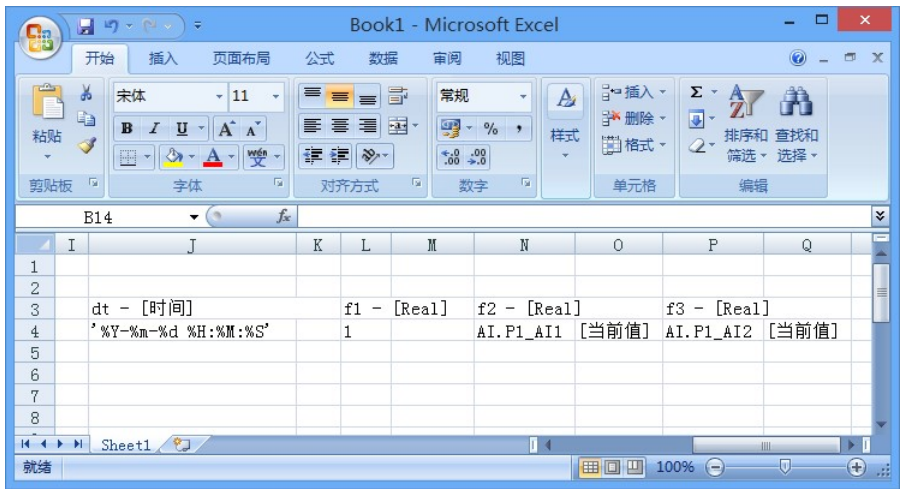 Book1 - Microsoft Excel
开始 插入 页面布局 公式 数据 审阅 视图
粘贴
剪贴板
宋体 11
B I U A A
A wén 变
字体
对齐方式
常规
% ,
.0 .00 .00 .0
数字
A
样式
插入
删除
格式
单元格
Σ
排序和筛选
查找和选择
编辑
B14 fx
I J K L M N O P Q
1
2
3 dt - [时间] f1 - [Real] f2 - [Real] f3 - [Real]
4 '%Y-%m-%d %H:%M:%S' 1 AI.P1_AI1 [当前值] AI.P1_AI2 [当前值]
5
6
7
8
Sheet1
就绪 100%